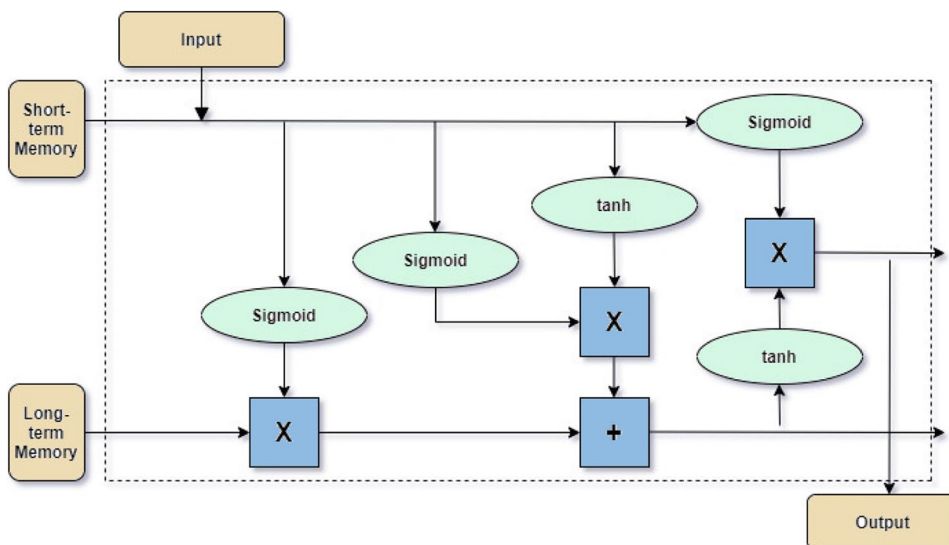 Input
Short-
term
Memory
Sigmoid
tanh
Sigmoid
X
Sigmoid
X
tanh
Long-
term
Memory
X
+
Output